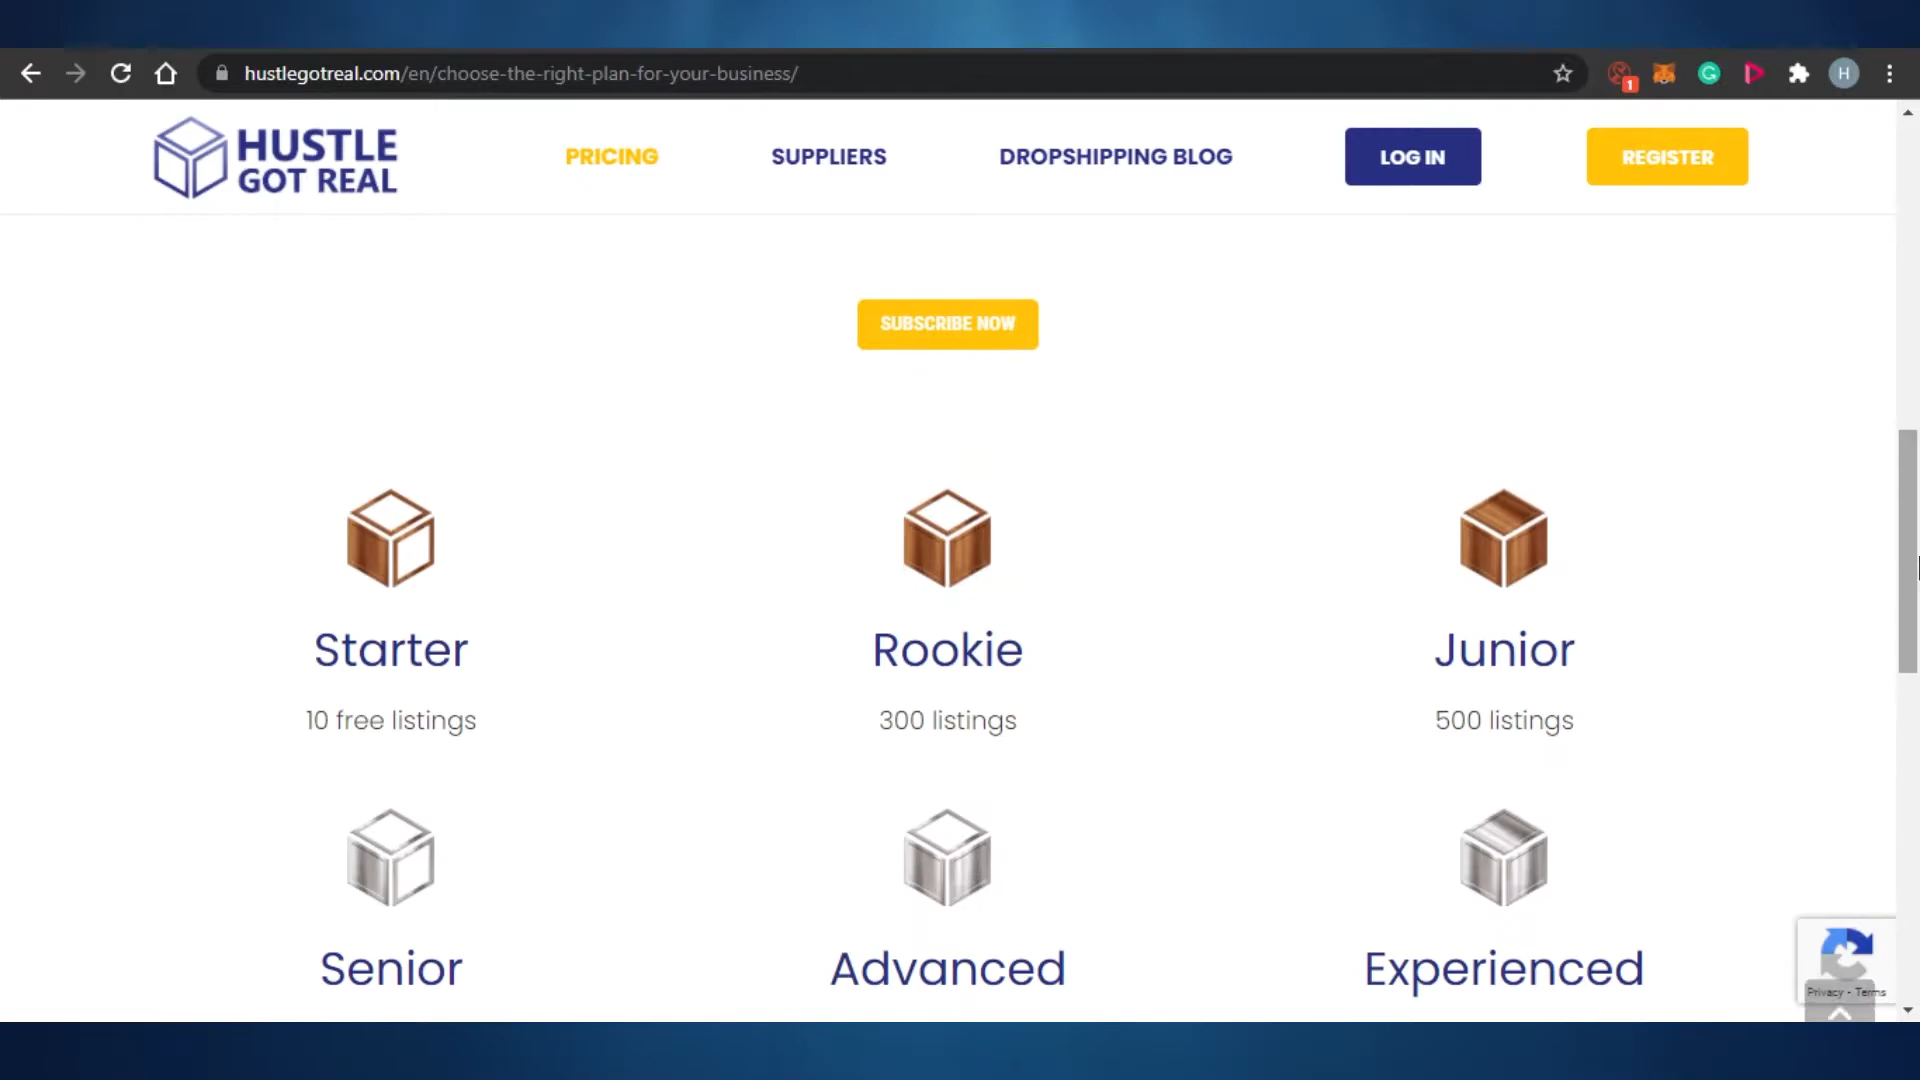 hustlegotreal.com/en/choose-the-right-plan-for-your-business/
1
H
HUSTLE
GOT REAL
PRICING
SUPPLIERS
DROPSHIPPING BLOG
LOG IN
REGISTER
SUBSCRIBE NOW
Starter
Rookie
Junior
10 free listings
300 listings
500 listings
Senior
Advanced
Experienced
Privacy - Terms